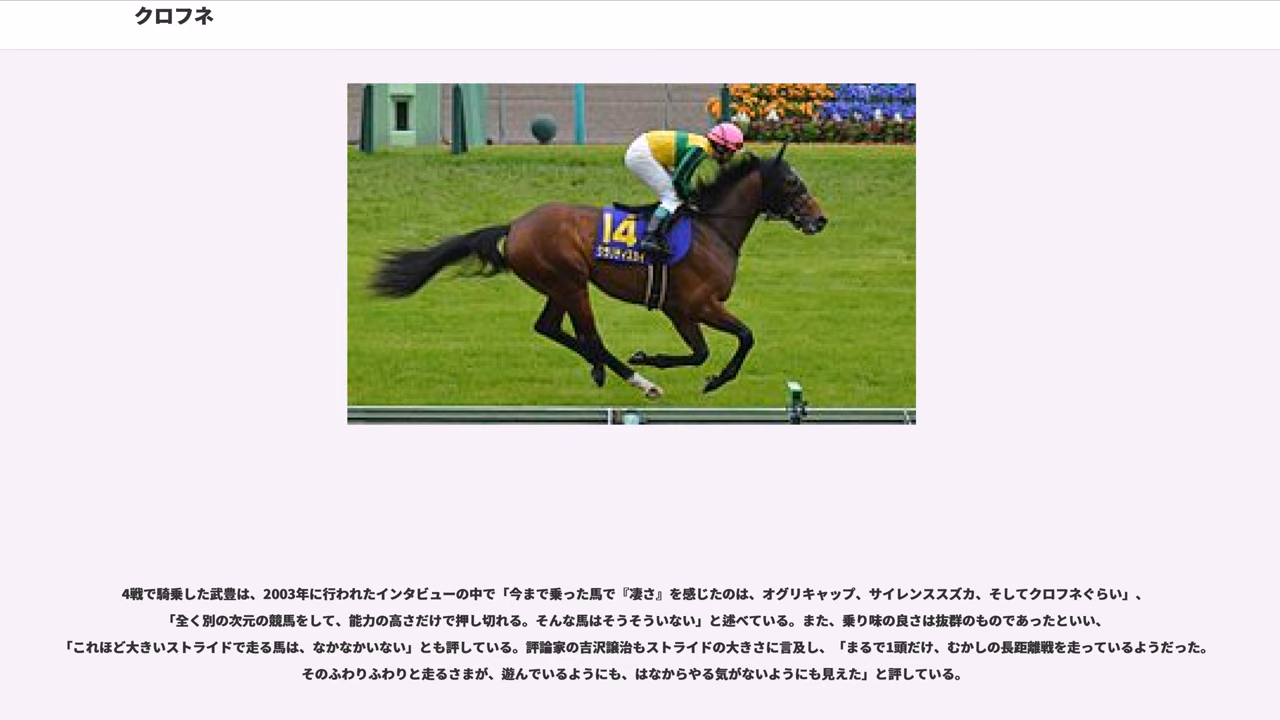 クロフネ
14
クラリティスカイ
4戦で騎乗した武豊は、2003年に行われたインタビューの中で「今まで乗った馬で『凄さ』を感じたのは、オグリキャップ、サイレンススズカ、そしてクロフネぐらい」、
「全く別の次元の競馬をして、能力の高さだけで押し切れる。そんな馬はそうそういない」と述べている。また、乗り味の良さは抜群のものであったといい、
「これほど大きいストライドで走る馬は、なかなかいない」とも評している。評論家の吉沢譲治もストライドの大きさに言及し、「まるで1頭だけ、むかしの長距離戦を走っているようだった。
そのふわりふわりと走るさまが、遊んでいるようにも、はなからやる気がないようにも見えた」と評している。